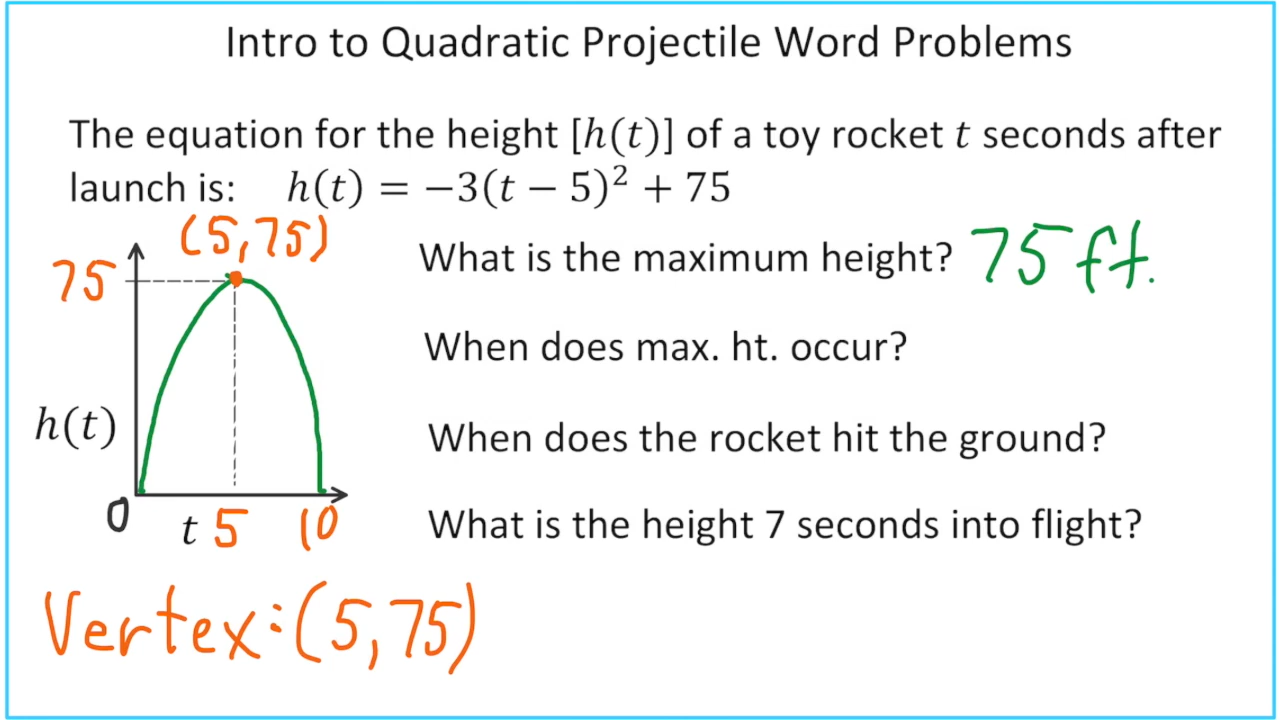 Intro to Quadratic Projectile Word Problems
The equation for the height [h(t)] of a toy rocket t seconds after
launch is: h(t) = −3(t − 5)² + 75
(5,75)
75
h(t)
0
t 5 10
Vertex:(5,75)
What is the maximum height? 75 ft.
When does max. ht. occur?
When does the rocket hit the ground?
What is the height 7 seconds into flight?